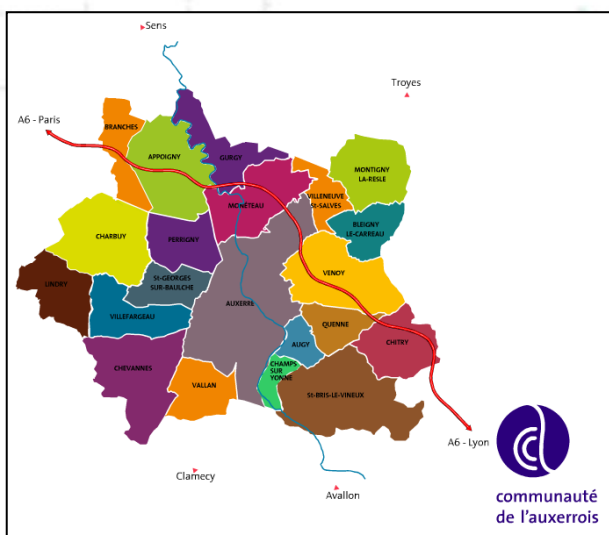 Sens
Troyes
A6 - Paris
BRANCHES
APPOIGNY
GURGY
MONTIGNY
LA-RESLE
MONÉTEAU
VILLENEUVE
ST-SALVES
BLEIGNY
LE-CARREAU
CHARBUY
PERRIGNY
VENOY
LINDRY
ST-GEORGES
SUR-BAULCHE
AUXERRE
VILLEFARGEAU
QUENNE
AUGY
CHITRY
CHEVANNES
VALLAN
CHAMPS
SUR
YONNE
St-BRIS-LE-VINEUX
A6 - Lyon
Clamecy
Avallon
communauté
de l'auxerrois